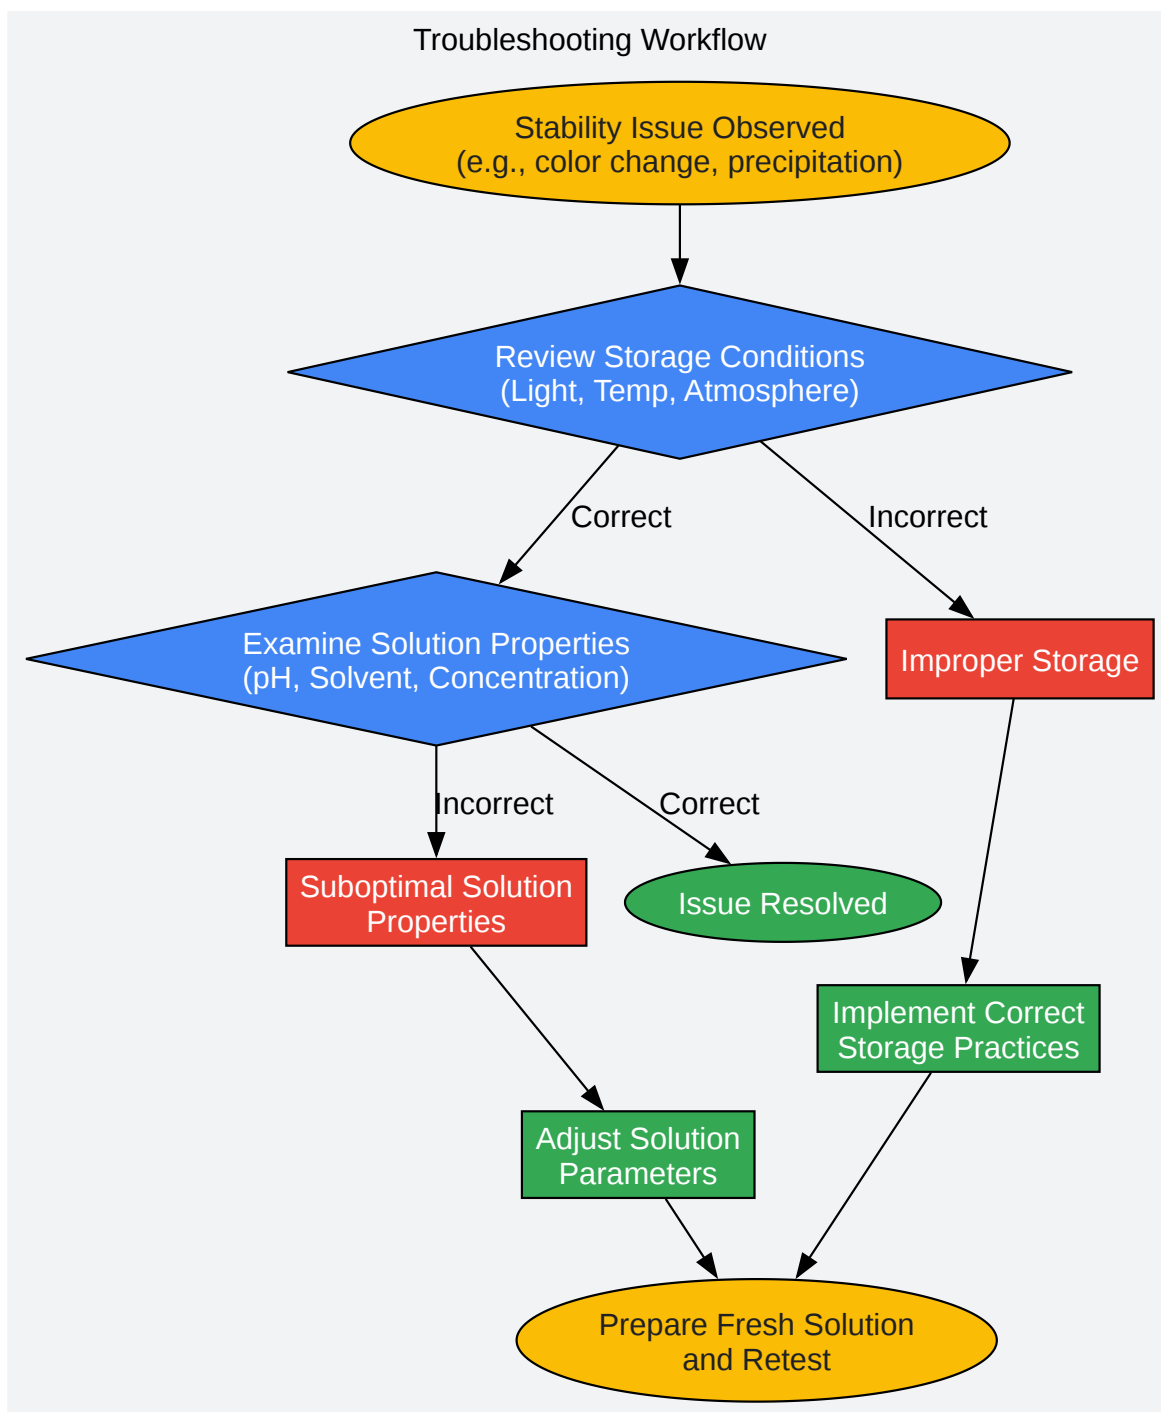 Troubleshooting Workflow
Stability Issue Observed
(e.g., color change, precipitation)
Review Storage Conditions
(Light, Temp, Atmosphere)
Correct
Incorrect
Examine Solution Properties
(pH, Solvent, Concentration)
Improper Storage
Incorrect
Correct
Suboptimal Solution
Properties
Issue Resolved
Implement Correct
Storage Practices
Adjust Solution
Parameters
Prepare Fresh Solution
and Retest